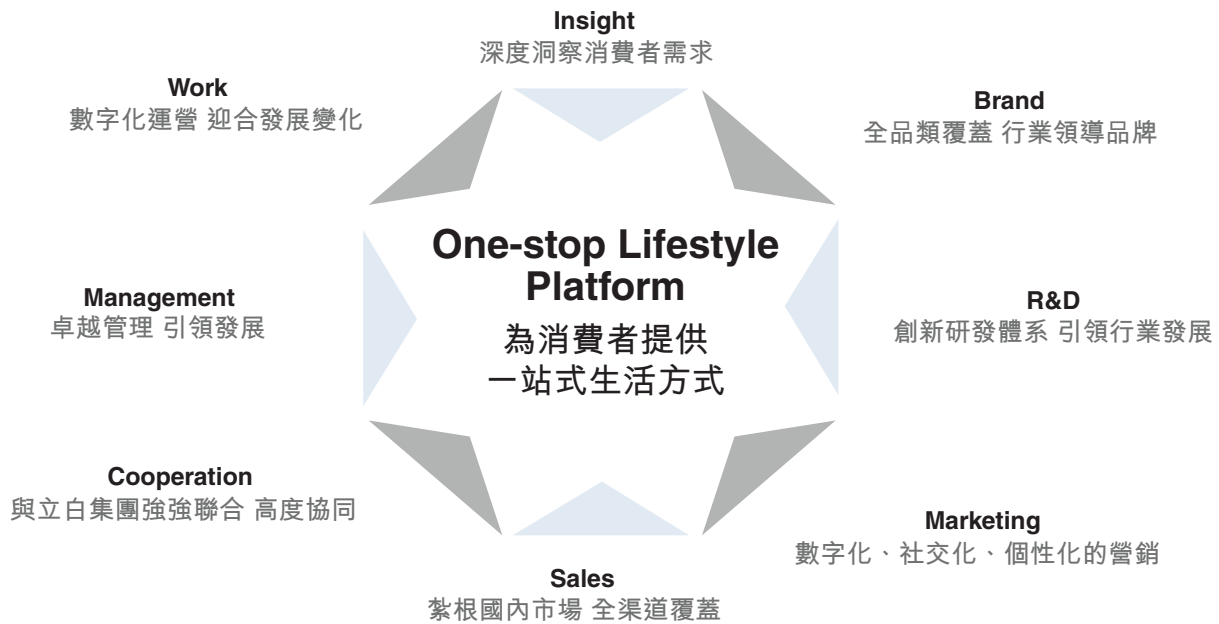 Insight
深度洞察消費者需求
Work
數字化運營 迎合發展變化
Brand
全品類覆蓋 行業領導品牌
One-stop Lifestyle
Platform
為消費者提供
一站式生活方式
Management
卓越管理 引領發展
R&D
創新研發體系 引領行業發展
Cooperation
與立白集團強強聯合 高度協同
Marketing
數字化、社交化、個性化的營銷
Sales
紮根國內市場 全渠道覆蓋